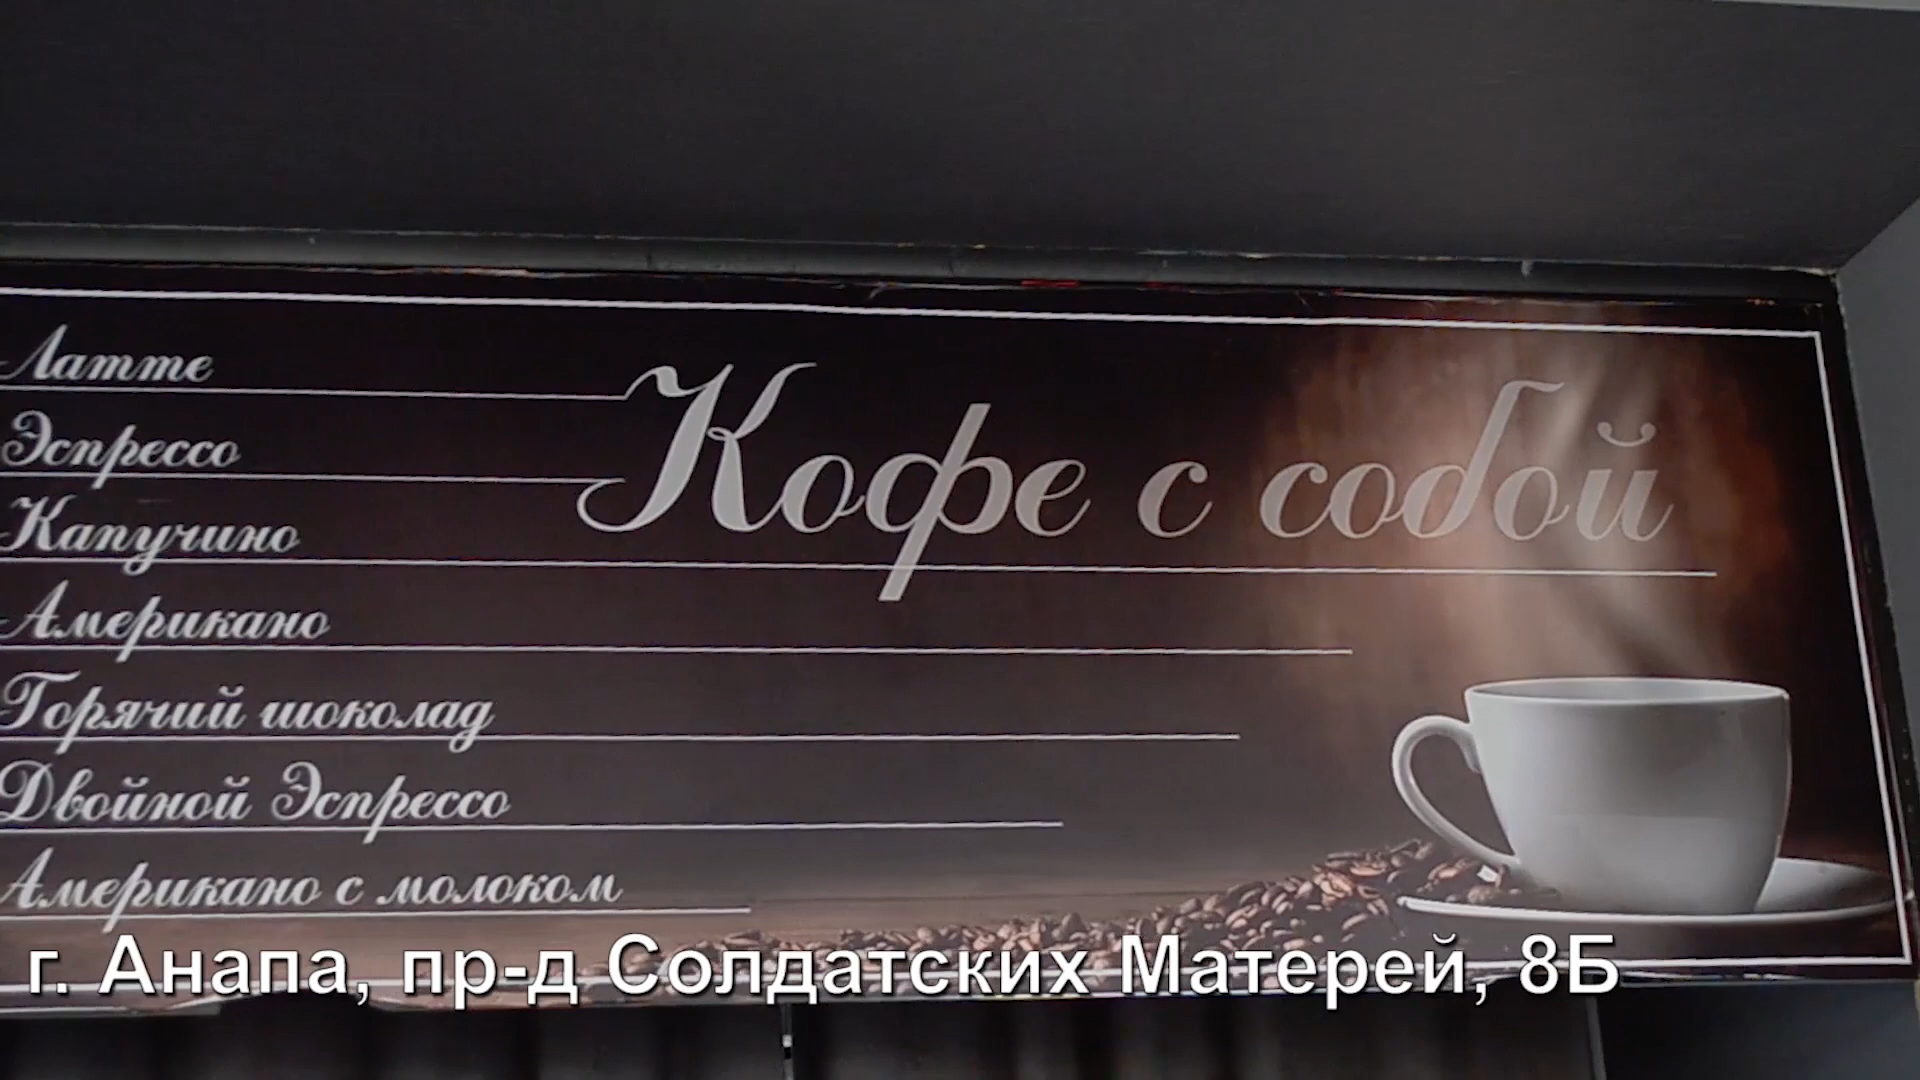 Латте
Эспрессо
Кофе с собой
Капучино
Американо
Горячий шоколад
Двойной Эспрессо
Американо с молоком
г. Анапа, пр-д Солдатских Матерей, 8Б